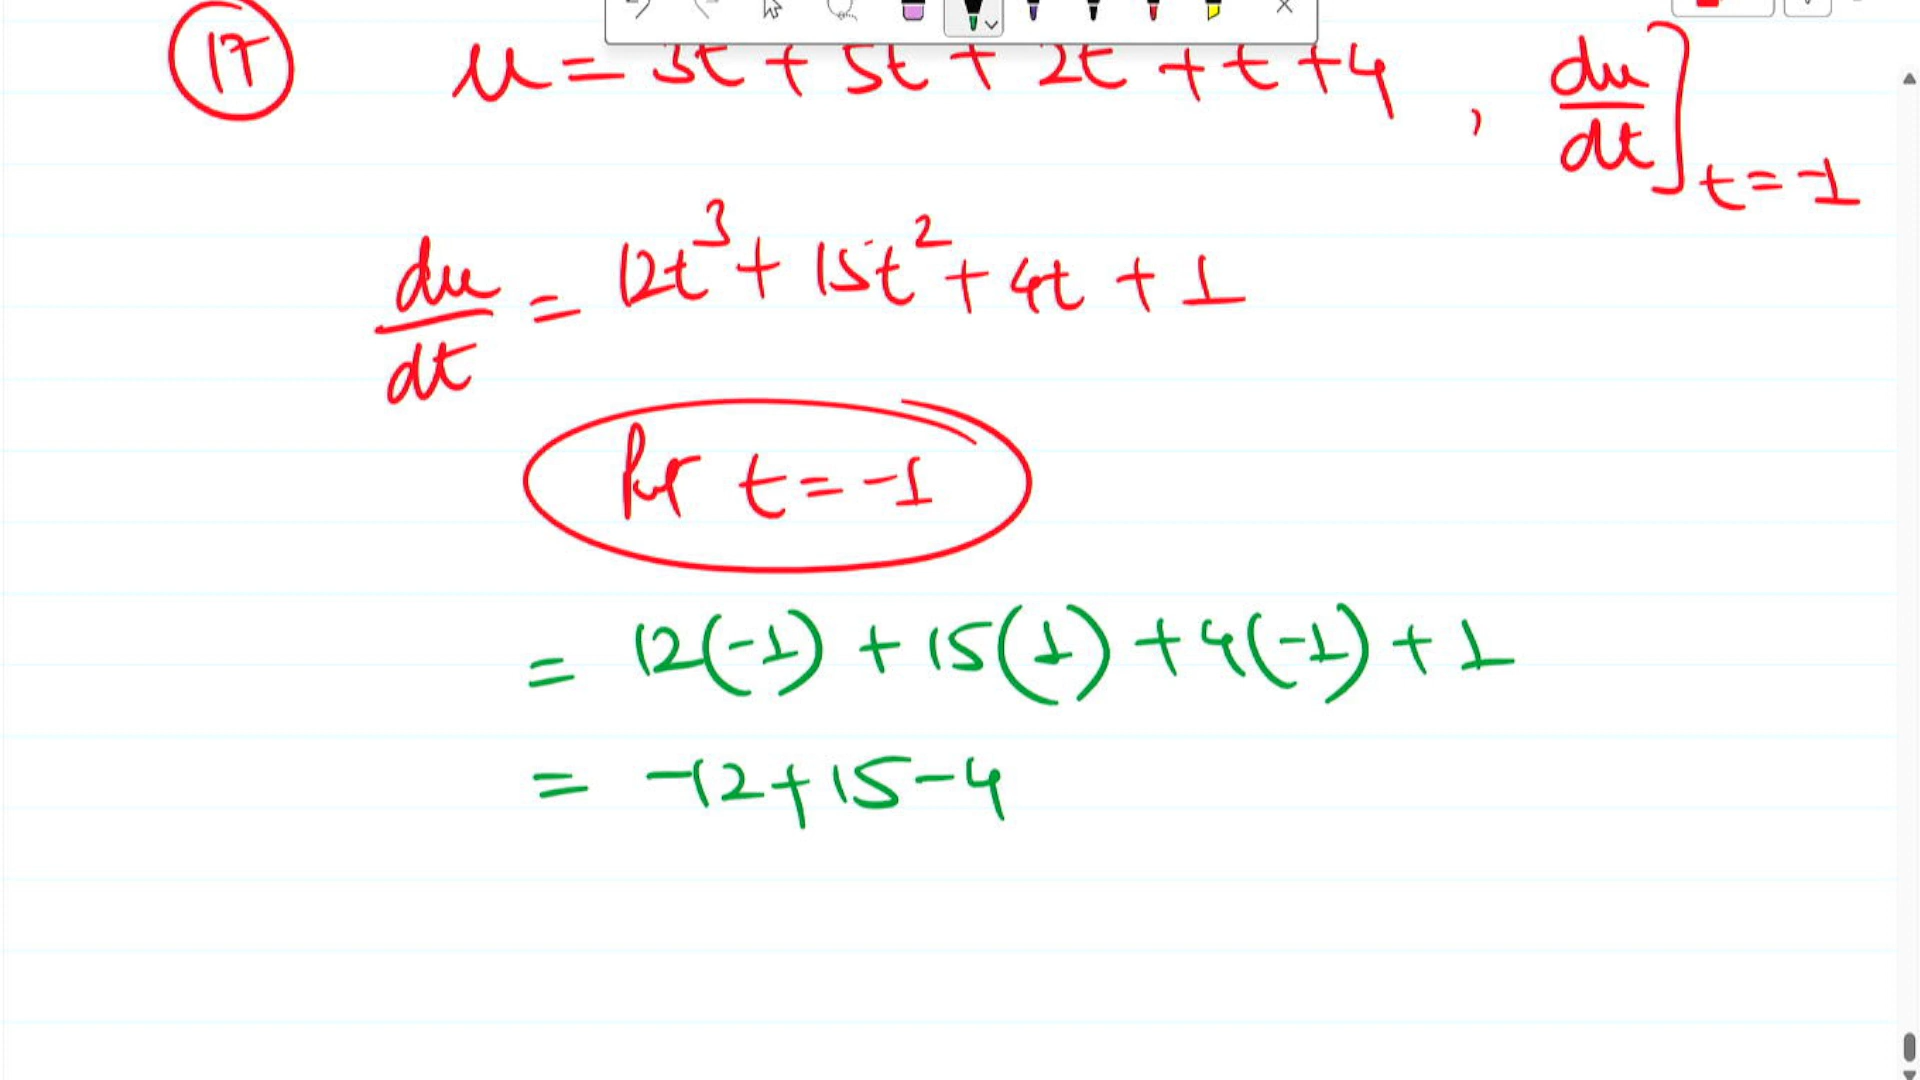 17 u = 3t + 5t + 2t + t + 4 , du/dt]t=-1
du/dt = 12t³ + 15t² + 4t + 1
for t = -1
= 12(-1) + 15(1) + 4(-1) + 1
= -12 + 15 - 4